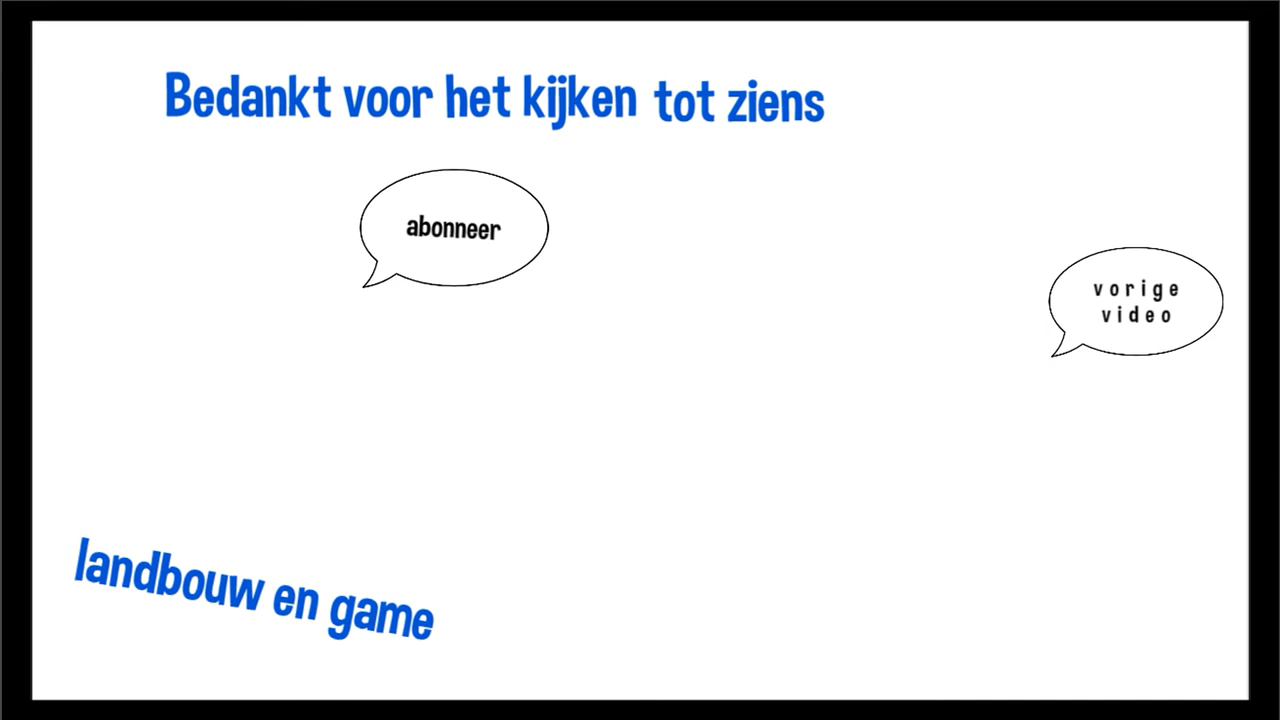 Bedankt voor het kijken tot ziens
abonneer
vorige
video
landbouw en game